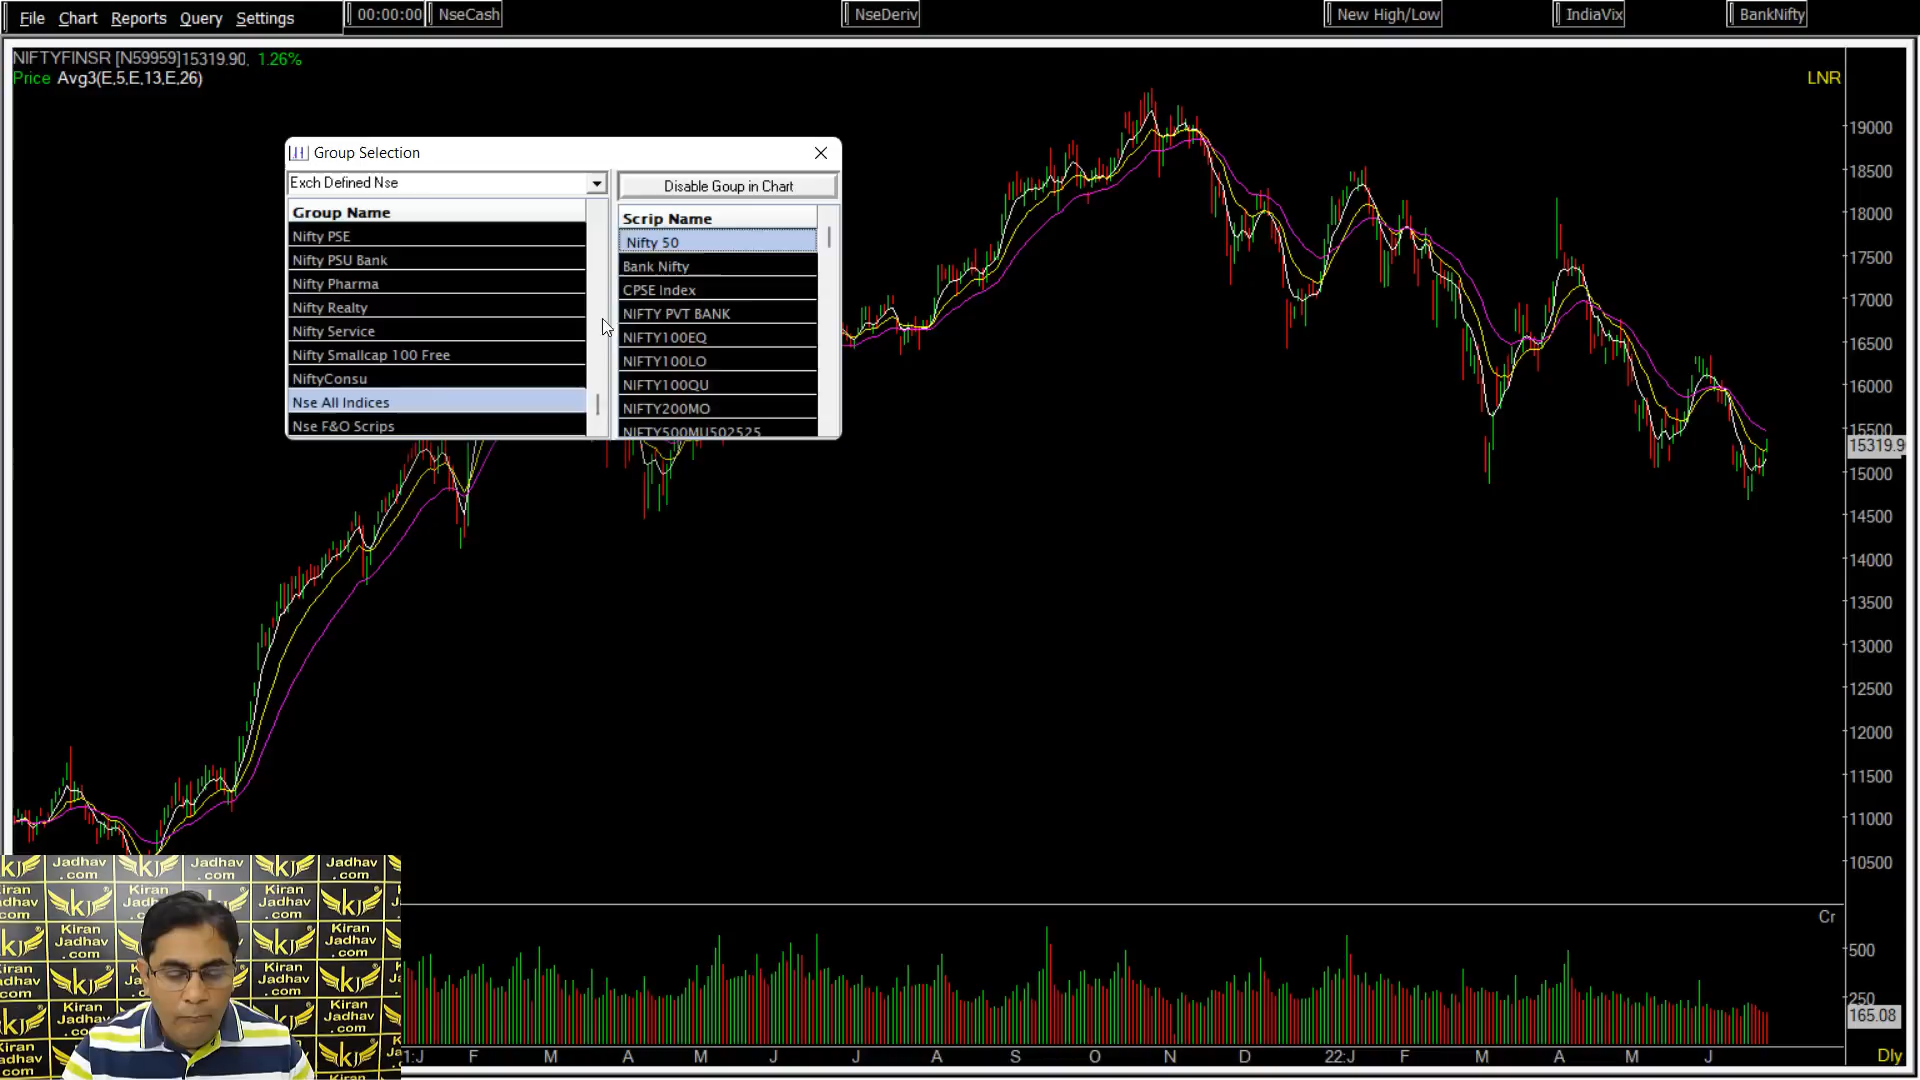 File Chart Reports Query Settings 00:00:00 NseCash NseDeriv New High/Low IndiaVix BankNifty
NIFTYFINSR [N59959]15319.90, 1.26%
Price Avg3(E,5,E,13,E,26)
LNR
Group Selection
Exch Defined Nse
Disable Goup in Chart
Group Name
Nifty PSE
Nifty PSU Bank
Nifty Pharma
Nifty Realty
Nifty Service
Nifty Smallcap 100 Free
NiftyConsu
Nse All Indices
Nse F&O Scrips
Scrip Name
Nifty 50
Bank Nifty
CPSE Index
NIFTY PVT BANK
NIFTY100EQ
NIFTY100LO
NIFTY100QU
NIFTY200MO
NIFTY500MU502525
19000
18500
18000
17500
17000
16500
16000
15500
15319.9
15000
14500
14000
13500
13000
12500
12000
11500
11000
10500
Cr
500
250
165.08
1:J F M A M J J A S O N D 22:J F M A M J
Dly
Kiran
Jadhav
.com